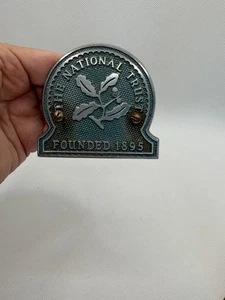 THE NATIONAL TRUST
FOUNDED 1895